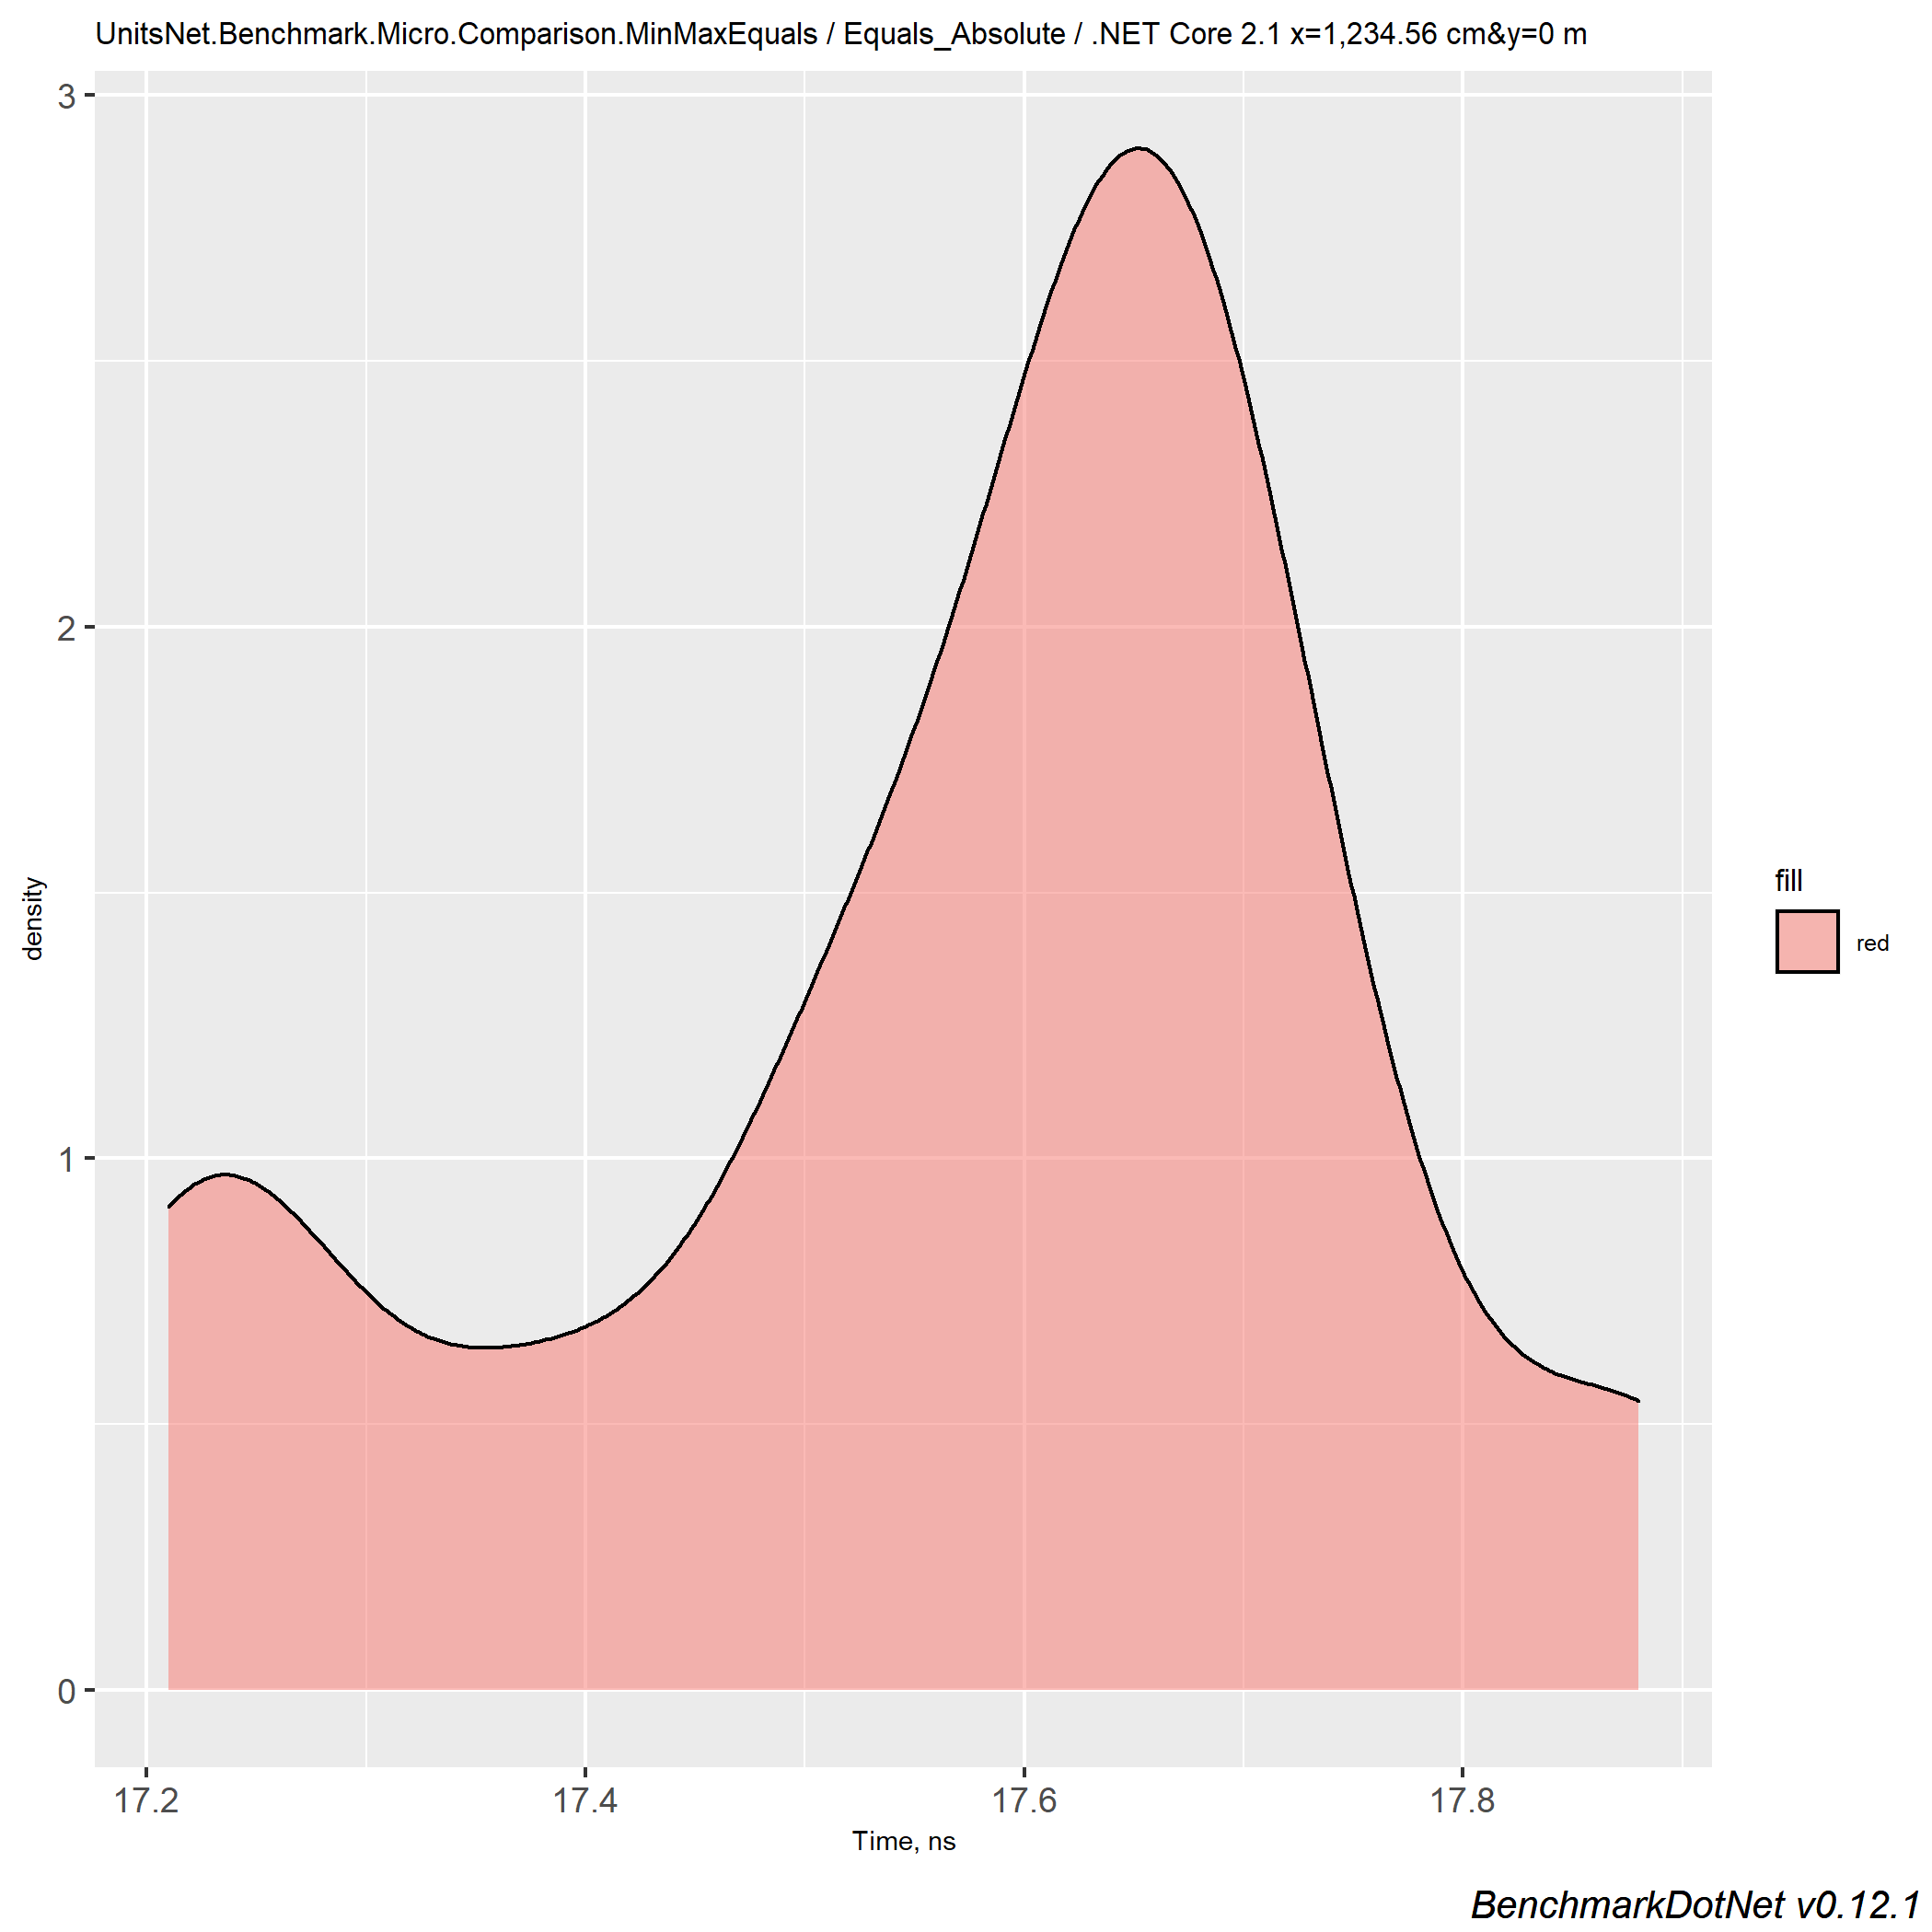 UnitsNet.Benchmark.Micro.Comparison.MinMaxEquals / Equals_Absolute / .NET Core 2.1 x=1,234.56 cm&y=0 m
3
2
1
0
density
17.2 17.4 17.6 17.8
Time, ns
fill
red
BenchmarkDotNet v0.12.1